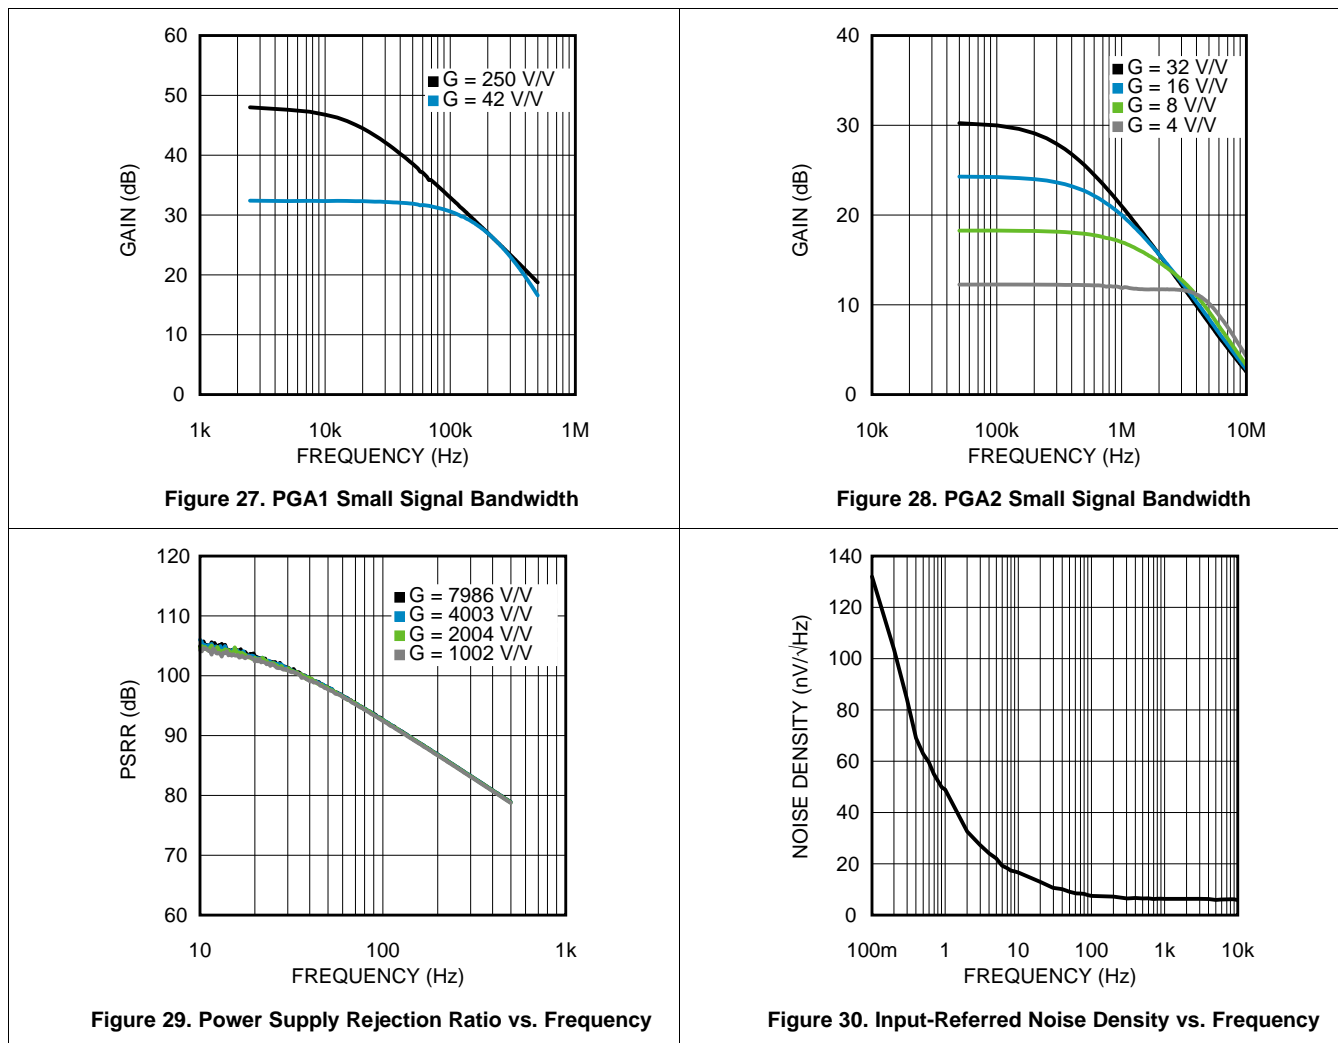 60
50
40
30
20
10
0
GAIN (dB)
G = 250 V/V
G = 42 V/V
1k 10k 100k 1M
FREQUENCY (Hz)
Figure 27. PGA1 Small Signal Bandwidth
40
30
20
10
0
GAIN (dB)
G = 32 V/V
G = 16 V/V
G = 8 V/V
G = 4 V/V
10k 100k 1M 10M
FREQUENCY (Hz)
Figure 28. PGA2 Small Signal Bandwidth
120
110
100
90
80
70
60
PSRR (dB)
G = 7986 V/V
G = 4003 V/V
G = 2004 V/V
G = 1002 V/V
10 100 1k
FREQUENCY (Hz)
Figure 29. Power Supply Rejection Ratio vs. Frequency
140
120
100
80
60
40
20
0
NOISE DENSITY (nV/√Hz)
100m 1 10 100 1k 10k
FREQUENCY (Hz)
Figure 30. Input-Referred Noise Density vs. Frequency